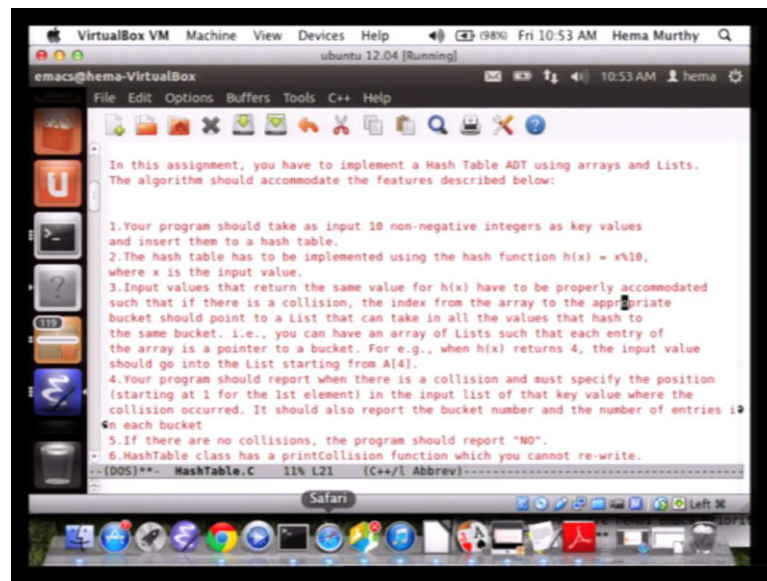 VirtualBox VM Machine View Devices Help (98%) Fri 10:53 AM Hema Murthy
ubuntu 12.04 [Running]
emacs@hema-VirtualBox 10:53 AM hema
File Edit Options Buffers Tools C++ Help
In this assignment, you have to implement a Hash Table ADT using arrays and Lists.
The algorithm should accommodate the features described below:
1.Your program should take as input 10 non-negative integers as key values
and insert them to a hash table.
2.The hash table has to be implemented using the hash function h(x) = x%10,
where x is the input value.
3.Input values that return the same value for h(x) have to be properly accommodated
such that if there is a collision, the index from the array to the appropriate
bucket should point to a List that can take in all the values that hash to
the same bucket. i.e., you can have an array of Lists such that each entry of
the array is a pointer to a bucket. For e.g., when h(x) returns 4, the input value
should go into the List starting from A[4].
4.Your program should report when there is a collision and must specify the position
(starting at 1 for the 1st element) in the input list of that key value where the
collision occurred. It should also report the bucket number and the number of entries i
n each bucket
5.If there are no collisions, the program should report "NO".
6.HashTable class has a printCollision function which you cannot re-write.
--(DOS)**- HashTable.C 11% L21 (C++/l Abbrev)
Safari
Left ⌘
119